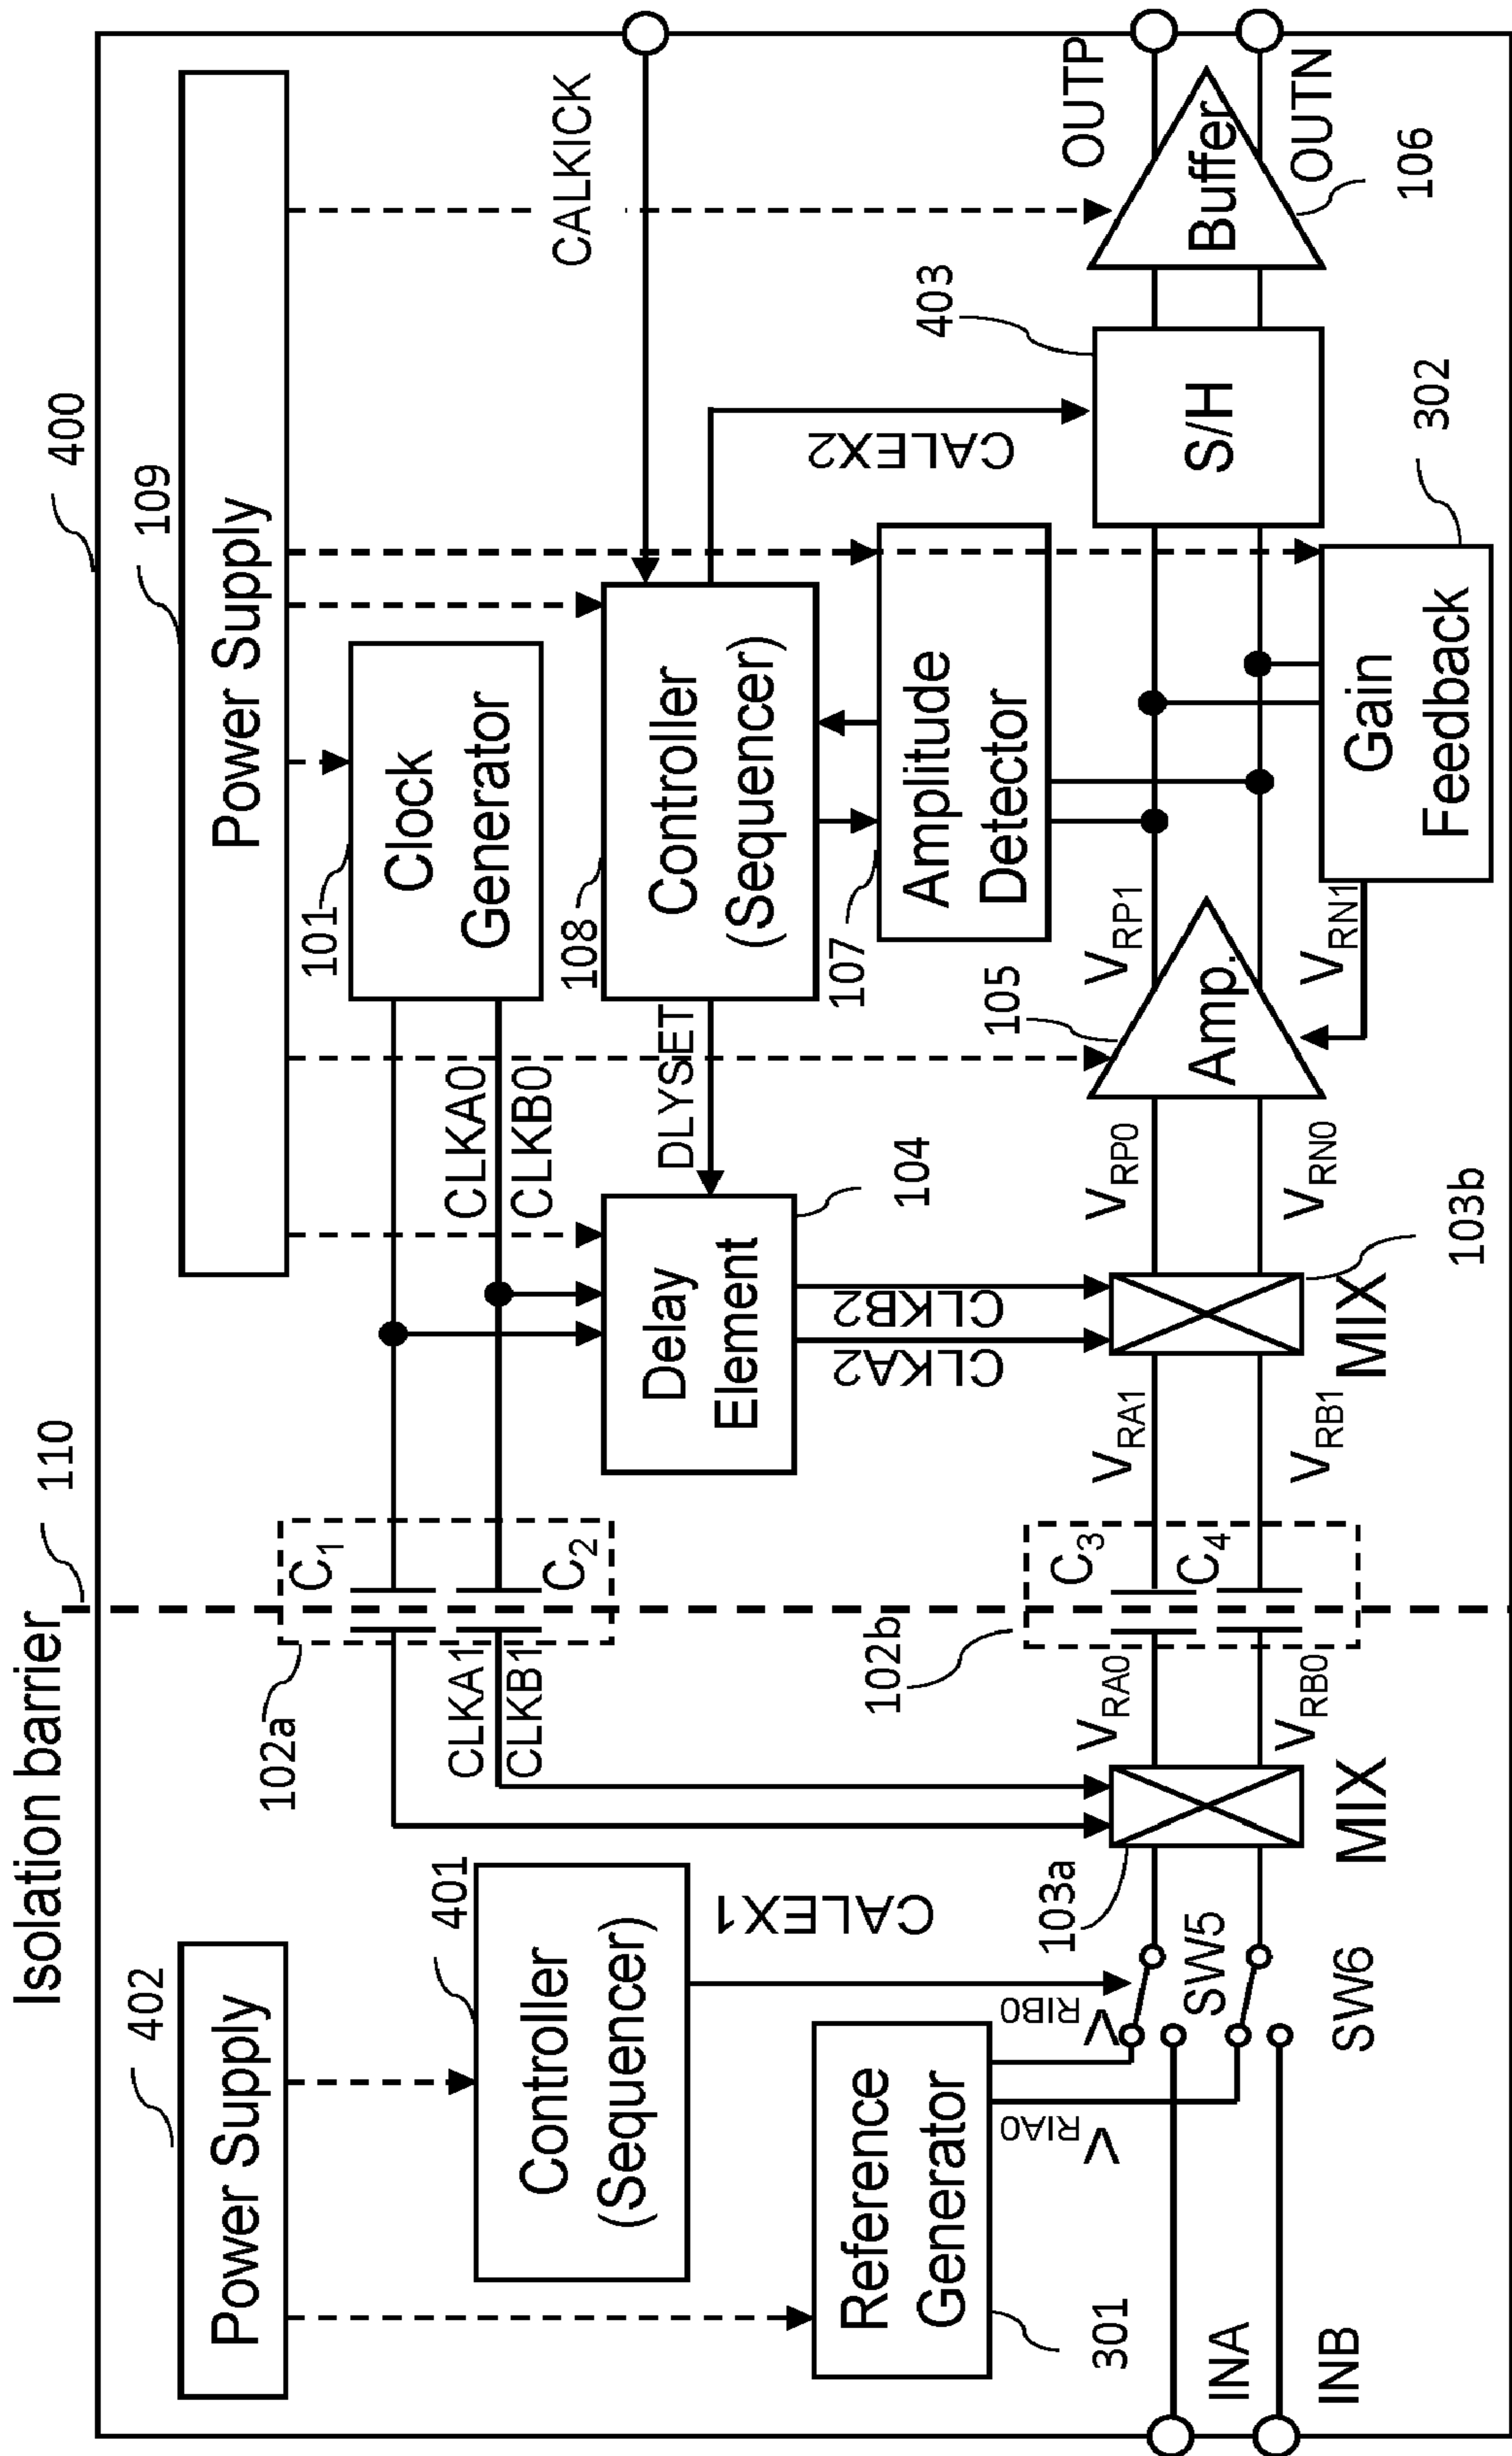 Isolation barrier
110
400
402
Power Supply
109
Power Supply
401
Controller
(Sequencer)
CALEX1
102a
C1
C2
CLKA1
CLKB1
101
Clock
Generator
CLKA0
CLKB0
CALKICK
108
Controller
(Sequencer)
DLYSET
Delay
Element
104
CLKA2
CLKB2
CALEX2
107
Amplitude
Detector
301
Reference
Generator
VRIA0
VRIB0
INA
INB
SW5
SW6
103a
MIX
VRA0
VRB0
102b
C3
C4
VRA1
VRB1
MIX
103b
VRP0
VRN0
105
Amp.
VRP1
VRN1
Gain
Feedback
302
403
S/H
Buffer
106
OUTP
OUTN